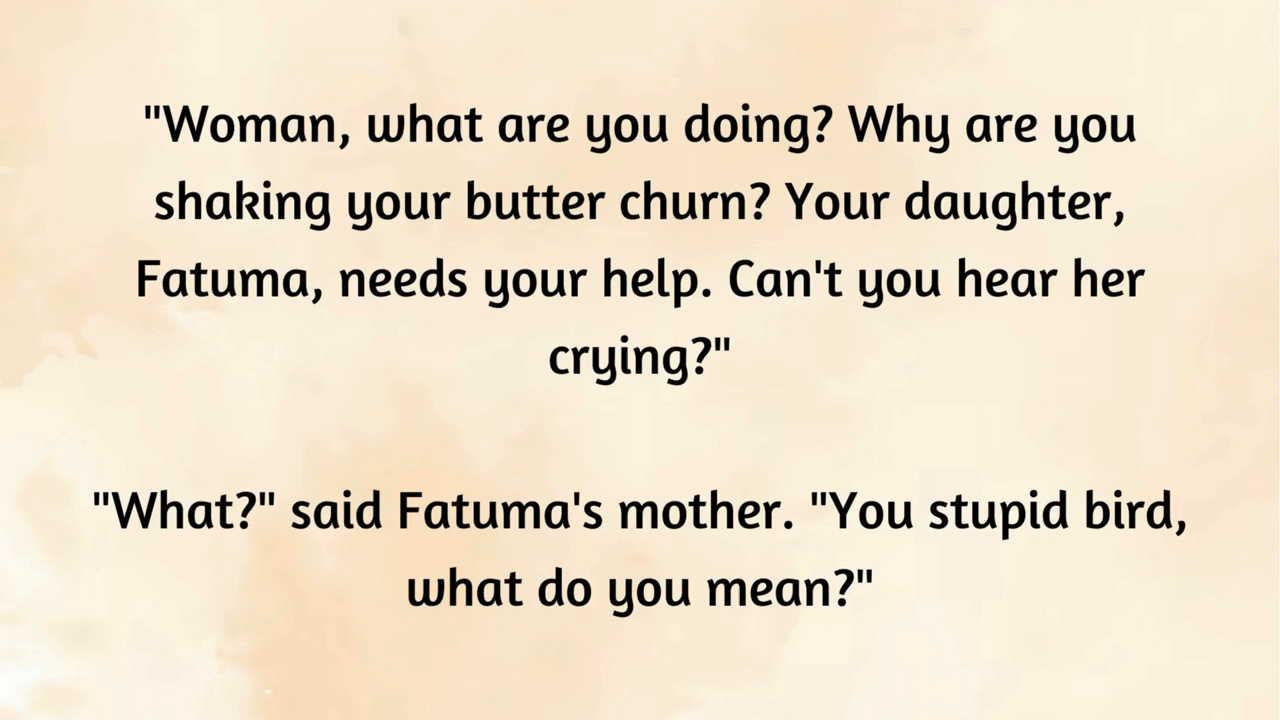 "Woman, what are you doing? Why are you
shaking your butter churn? Your daughter,
Fatuma, needs your help. Can't you hear her
crying?"
"What?" said Fatuma's mother. "You stupid bird,
what do you mean?"